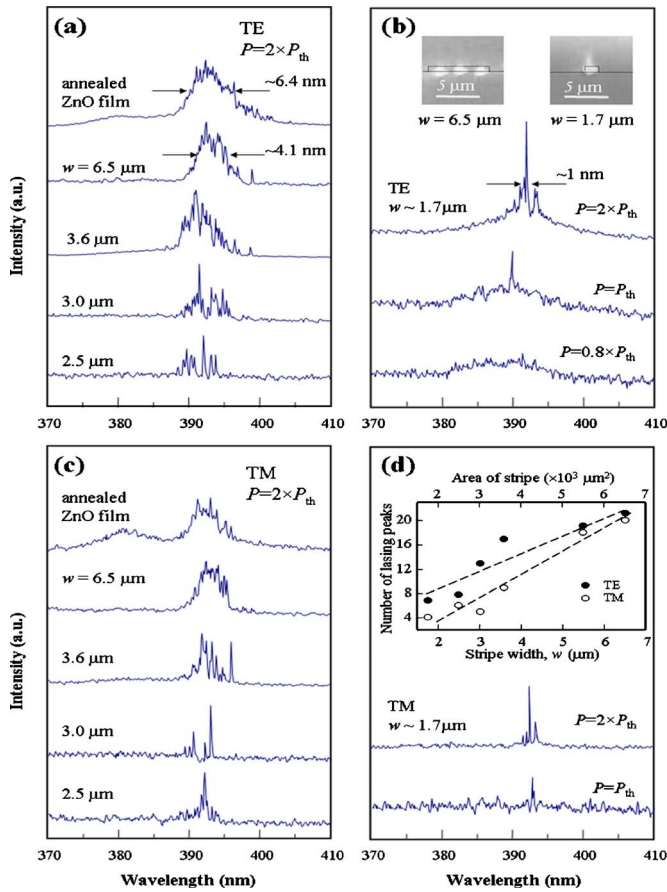 (a)
TE
P=2×Pth
annealed
ZnO film
~6.4 nm
w = 6.5 μm
~4.1 nm
3.6 μm
3.0 μm
2.5 μm
Intensity (a.u.)
370 380 390 400 410
(b)
5 μm
5 μm
w = 6.5 μm
w = 1.7 μm
TE
w ~ 1.7μm
~1 nm
P=2×Pth
P=Pth
P=0.8×Pth
370 380 390 400 410
(c)
TM
P=2×Pth
annealed
ZnO film
w = 6.5 μm
3.6 μm
3.0 μm
2.5 μm
Intensity (a.u.)
370 380 390 400 410
Wavelength (nm)
(d)
Area of stripe (×10³ μm²)
2 3 4 5 6 7
Number of lasing peaks
20
16
12
8
4
TE
TM
2 3 4 5 6 7
Stripe width, w (μm)
TM
w ~ 1.7μm
P=2×Pth
P=Pth
370 380 390 400 410
Wavelength (nm)